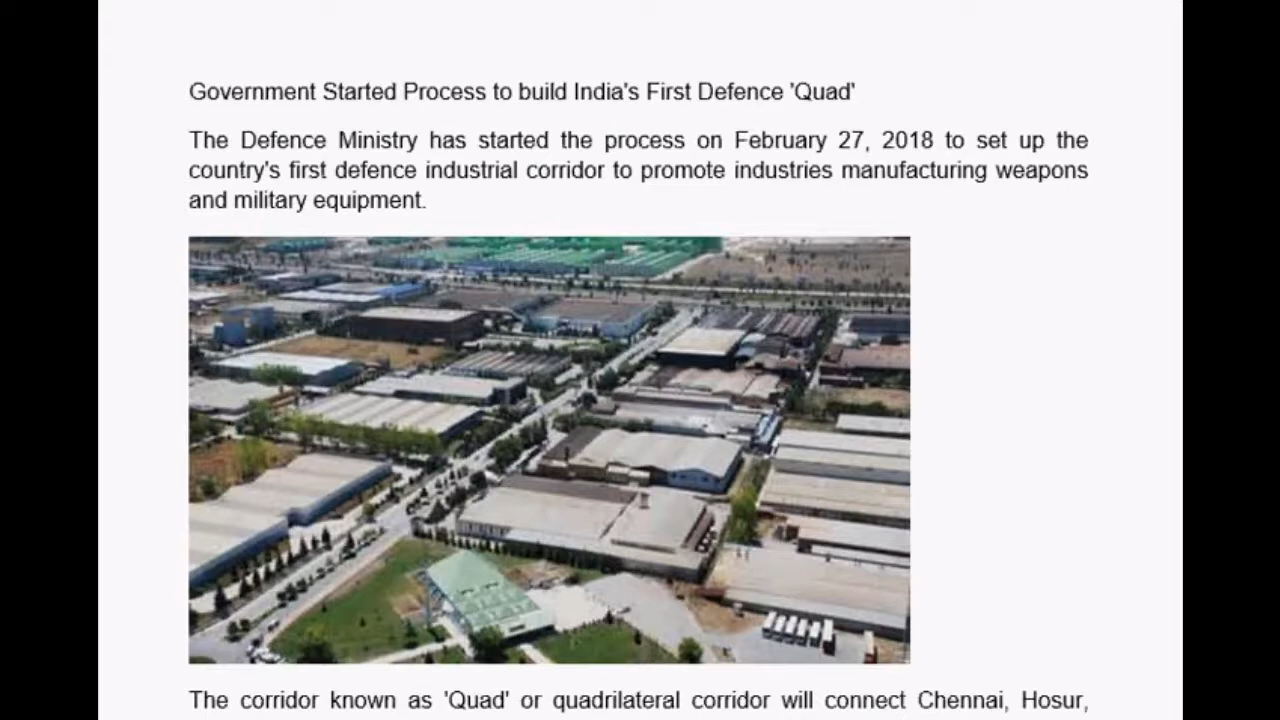 Government Started Process to build India's First Defence 'Quad'
The Defence Ministry has started the process on February 27, 2018 to set up the
country's first defence industrial corridor to promote industries manufacturing weapons
and military equipment.
The corridor known as 'Quad' or quadrilateral corridor will connect Chennai, Hosur,